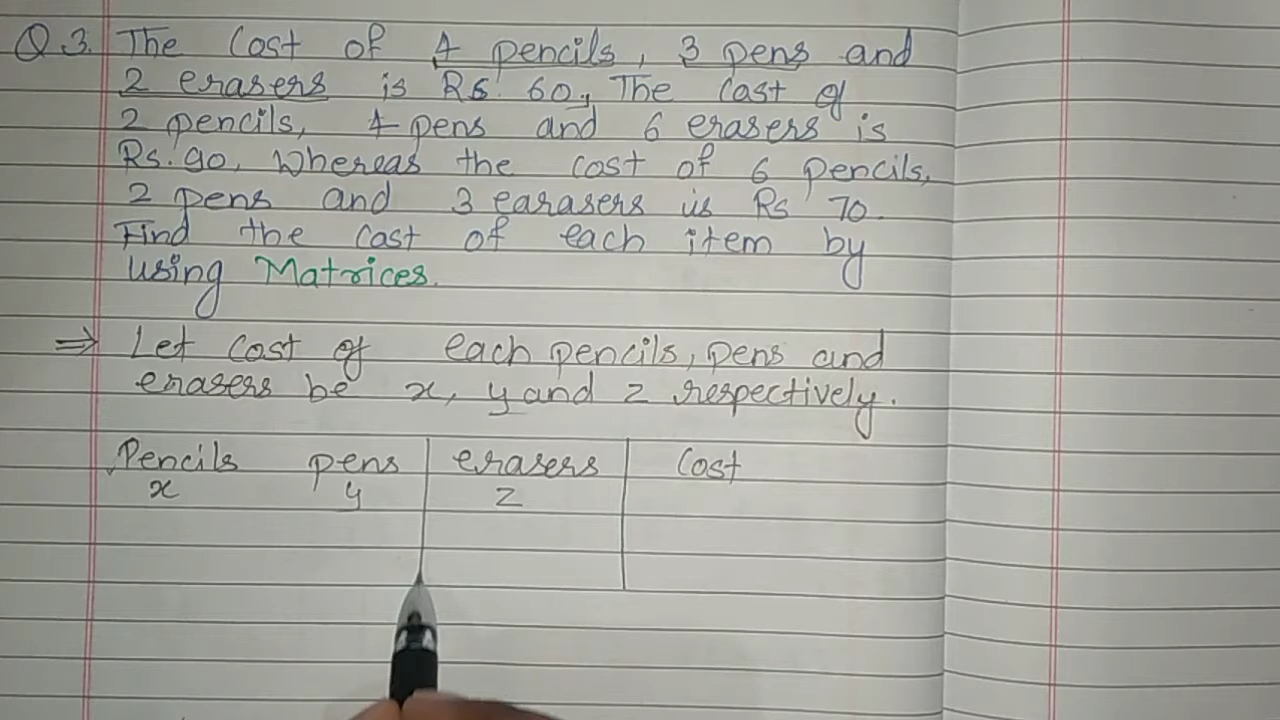 Q 3. The Cost of 4 pencils, 3 pens and
2 erasers is Rs. 60, The Cost of
2 pencils, 4 pens and 6 erasers is
Rs. 90, Whereas the cost of 6 pencils,
2 pens and 3 earasers is Rs 70.
Find the cost of each item by
using Matrices.
⇒ Let Cost of each pencils, pens and
erasers be x, y and z respectively.
Pencils pens erasers Cost
x y z